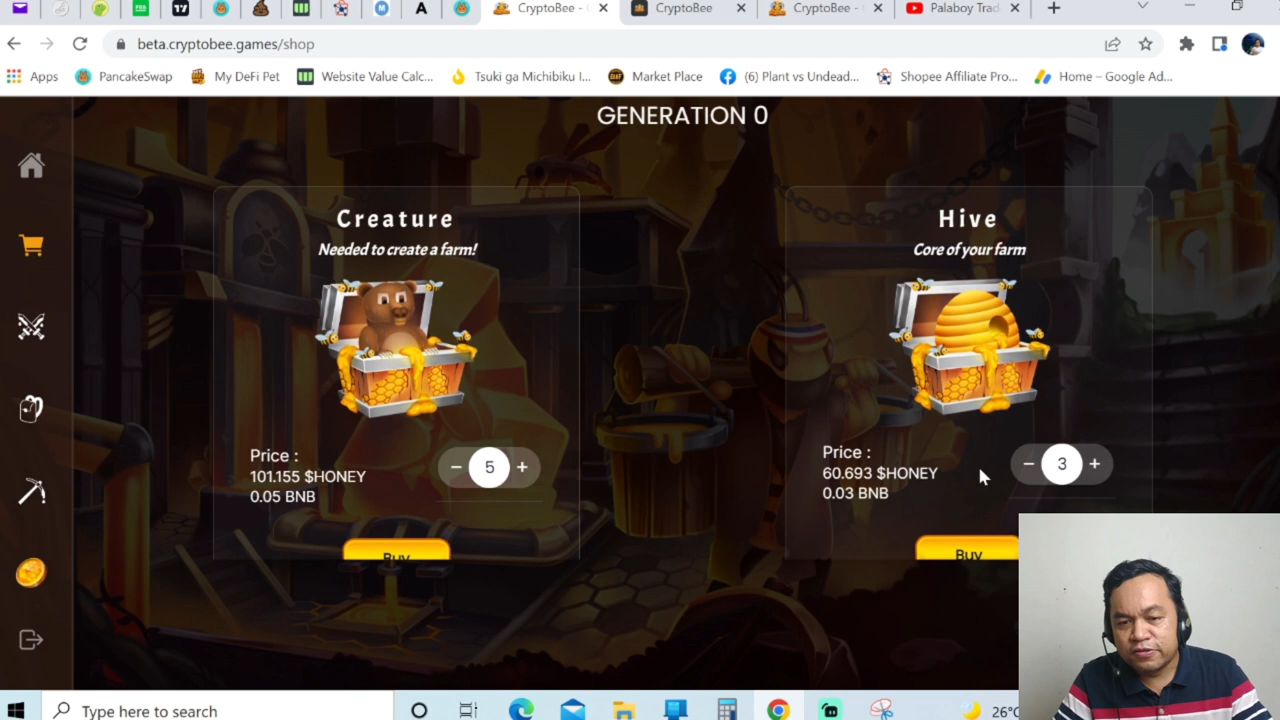 CryptoBee -
CryptoBee
CryptoBee -
Palaboy Trad
beta.cryptobee.games/shop
Apps
PancakeSwap
My DeFi Pet
Website Value Calc...
Tsuki ga Michibiku I...
Market Place
(6) Plant vs Undead...
Shopee Affiliate Pro...
Home – Google Ad...
GENERATION 0
Creature
Needed to create a farm!
Price :
101.155 $HONEY
0.05 BNB
− 5 +
Buy
Hive
Core of your farm
Price :
60.693 $HONEY
0.03 BNB
− 3 +
Buy
Type here to search
26°C